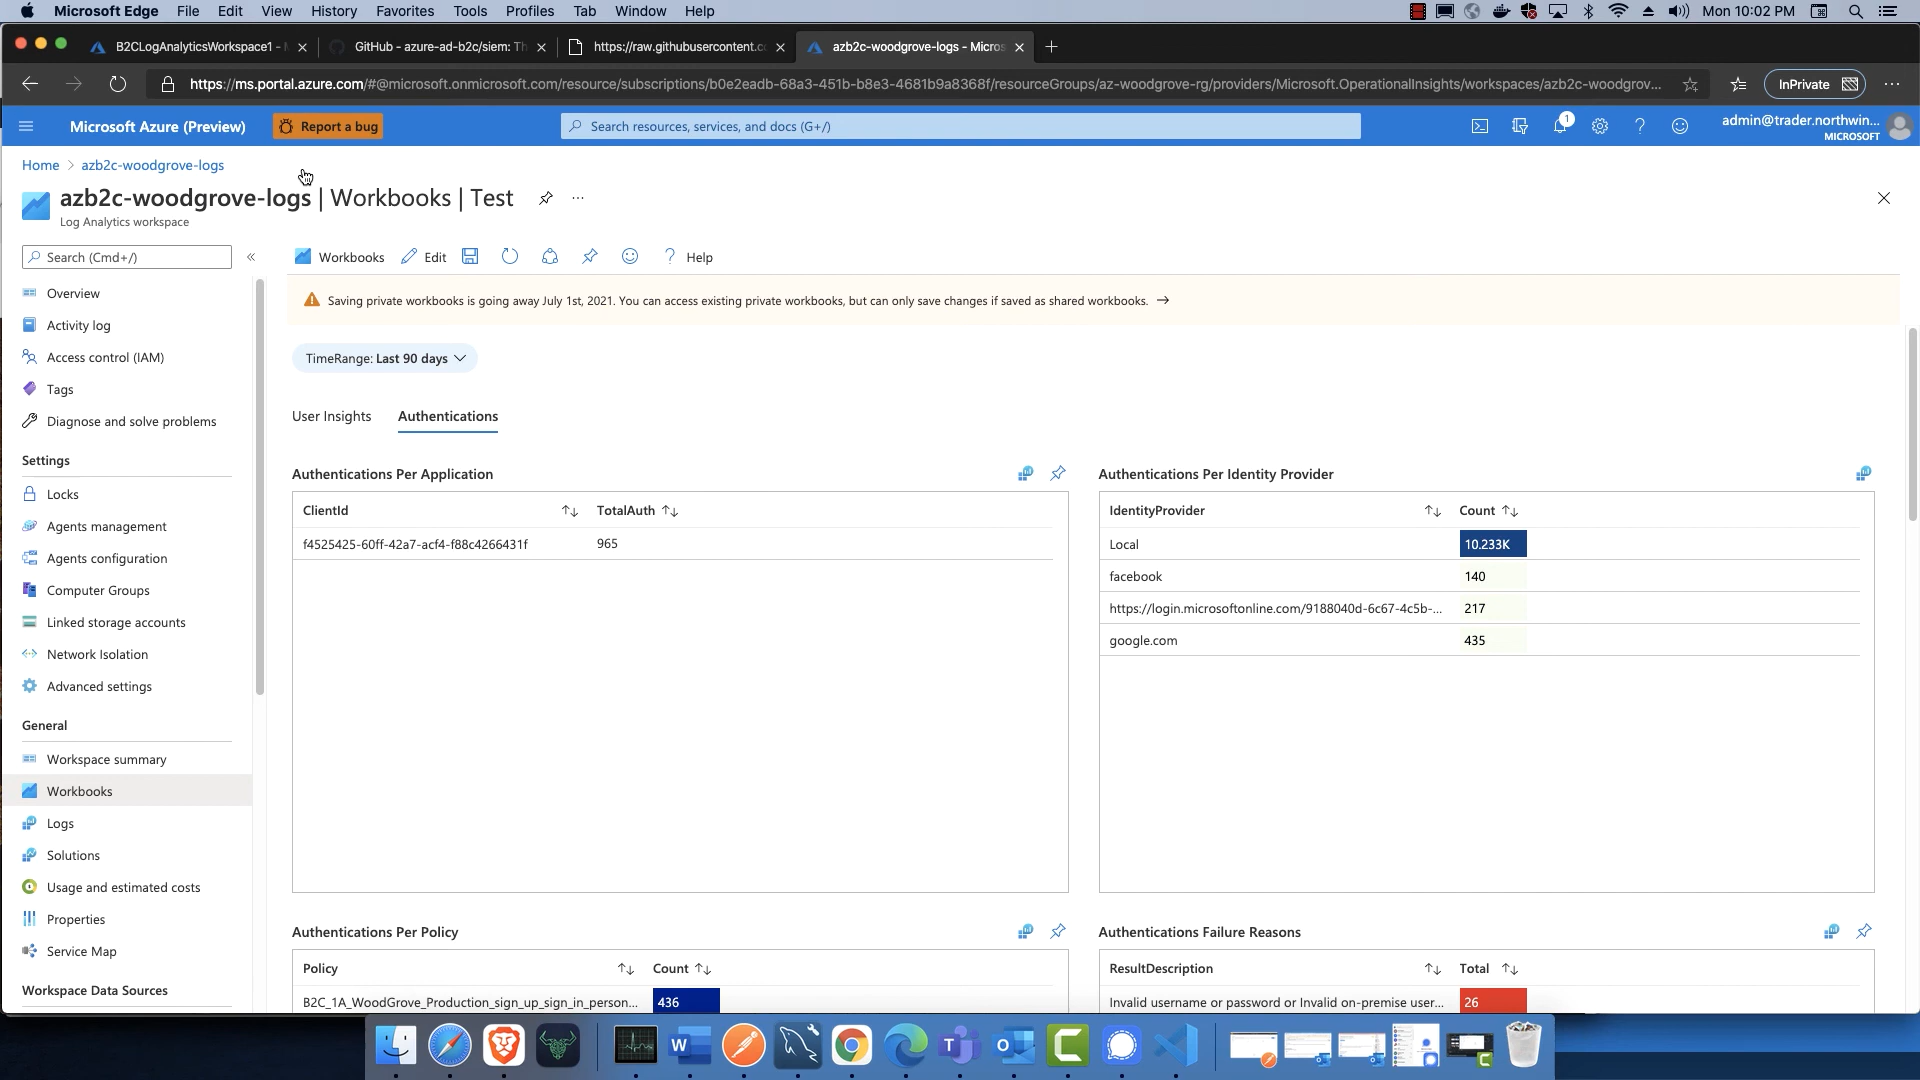 Microsoft Edge File Edit View History Favorites Tools Profiles Tab Window Help Mon 10:02 PM
B2CLogAnalyticsWorkspace1 - GitHub - azure-ad-b2c/siem: Th https://raw.githubusercontent.co azb2c-woodgrove-logs - Micros
https://ms.portal.azure.com/#@microsoft.onmicrosoft.com/resource/subscriptions/b0e2eadb-68a3-451b-b8e3-4681b9a8368f/resourceGroups/az-woodgrove-rg/providers/Microsoft.OperationalInsights/workspaces/azb2c-woodgrov... InPrivate
Microsoft Azure (Preview) Report a bug Search resources, services, and docs (G+/) 1 admin@trader.northwin...
MICROSOFT
Home > azb2c-woodgrove-logs
azb2c-woodgrove-logs | Workbooks | Test ...
Log Analytics workspace
Search (Cmd+/) «
Workbooks Edit ? Help
Saving private workbooks is going away July 1st, 2021. You can access existing private workbooks, but can only save changes if saved as shared workbooks. →
Overview
Activity log
Access control (IAM)
Tags
Diagnose and solve problems
Settings
Locks
Agents management
Agents configuration
Computer Groups
Linked storage accounts
Network Isolation
Advanced settings
General
Workspace summary
Workbooks
Logs
Solutions
Usage and estimated costs
Properties
Service Map
Workspace Data Sources
TimeRange: Last 90 days
User Insights Authentications
Authentications Per Application
ClientId ↑↓ TotalAuth ↑↓
f4525425-60ff-42a7-acf4-f88c4266431f 965
Authentications Per Identity Provider
IdentityProvider ↑↓ Count ↑↓
Local 10.233K
facebook 140
https://login.microsoftonline.com/9188040d-6c67-4c5b-... 217
google.com 435
Authentications Per Policy
Policy ↑↓ Count ↑↓
B2C_1A_WoodGrove_Production_sign_up_sign_in_person... 436
Authentications Failure Reasons
ResultDescription ↑↓ Total ↑↓
Invalid username or password or Invalid on-premise user... 26